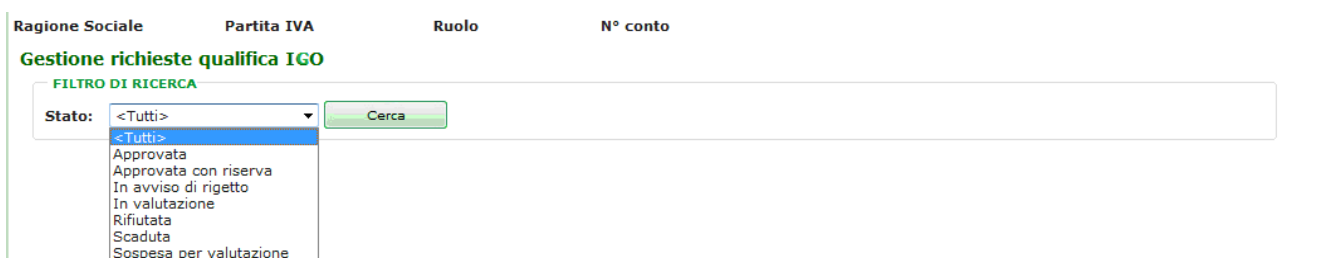 Ragione Sociale Partita IVA Ruolo N° conto
Gestione richieste qualifica IGO
FILTRO DI RICERCA
Stato: <Tutti> Cerca
<Tutti>
Approvata
Approvata con riserva
In avviso di rigetto
In valutazione
Rifiutata
Scaduta
Sospesa per valutazione